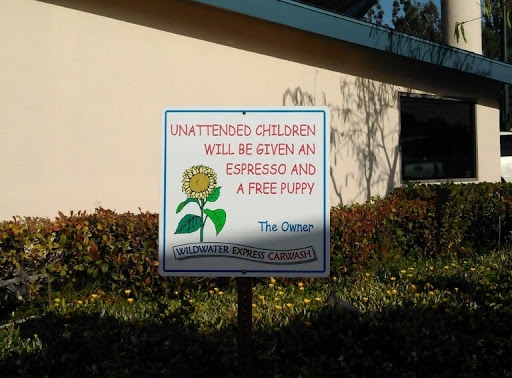 UNATTENDED CHILDREN
WILL BE GIVEN AN
ESPRESSO AND
A FREE PUPPY
The Owner
WILDWATER EXPRESS CARWASH